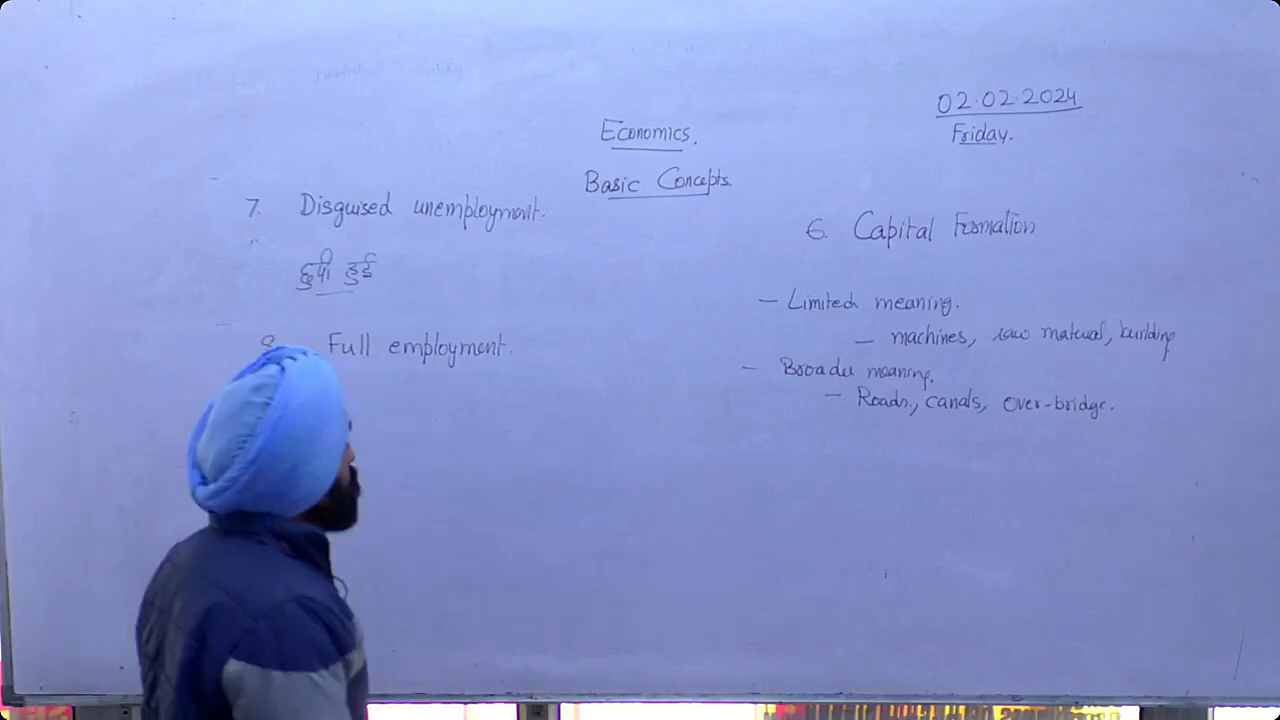 02.02.2024
Friday.
Economics.
Basic Concepts.
7. Disguised unemployment.
छुपी हुई
8. Full employment.
6. Capital Formation
- Limited meaning.
- machines, raw material, building
- Broader meaning.
- Roads, canals, over-bridge.